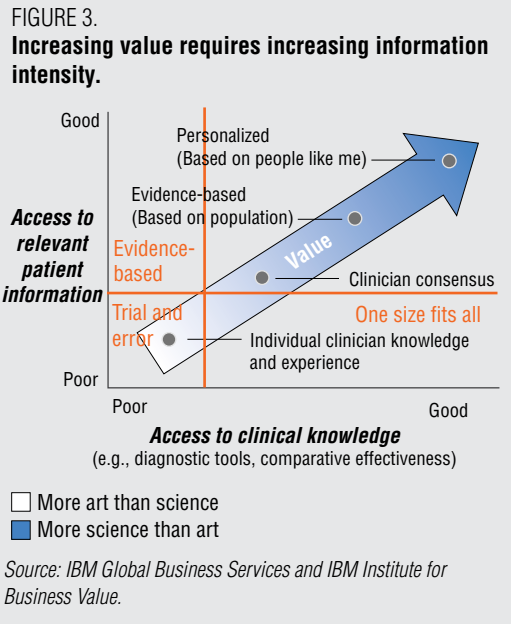 FIGURE 3.
Increasing value requires increasing information
intensity.
Good
Personalized
(Based on people like me)
Evidence-based
(Based on population)
Access to
relevant
patient
information
Evidence-
based
Value
Clinician consensus
Trial and
error
One size fits all
Individual clinician knowledge
and experience
Poor
Poor
Good
Access to clinical knowledge
(e.g., diagnostic tools, comparative effectiveness)
More art than science
More science than art
Source: IBM Global Business Services and IBM Institute for
Business Value.